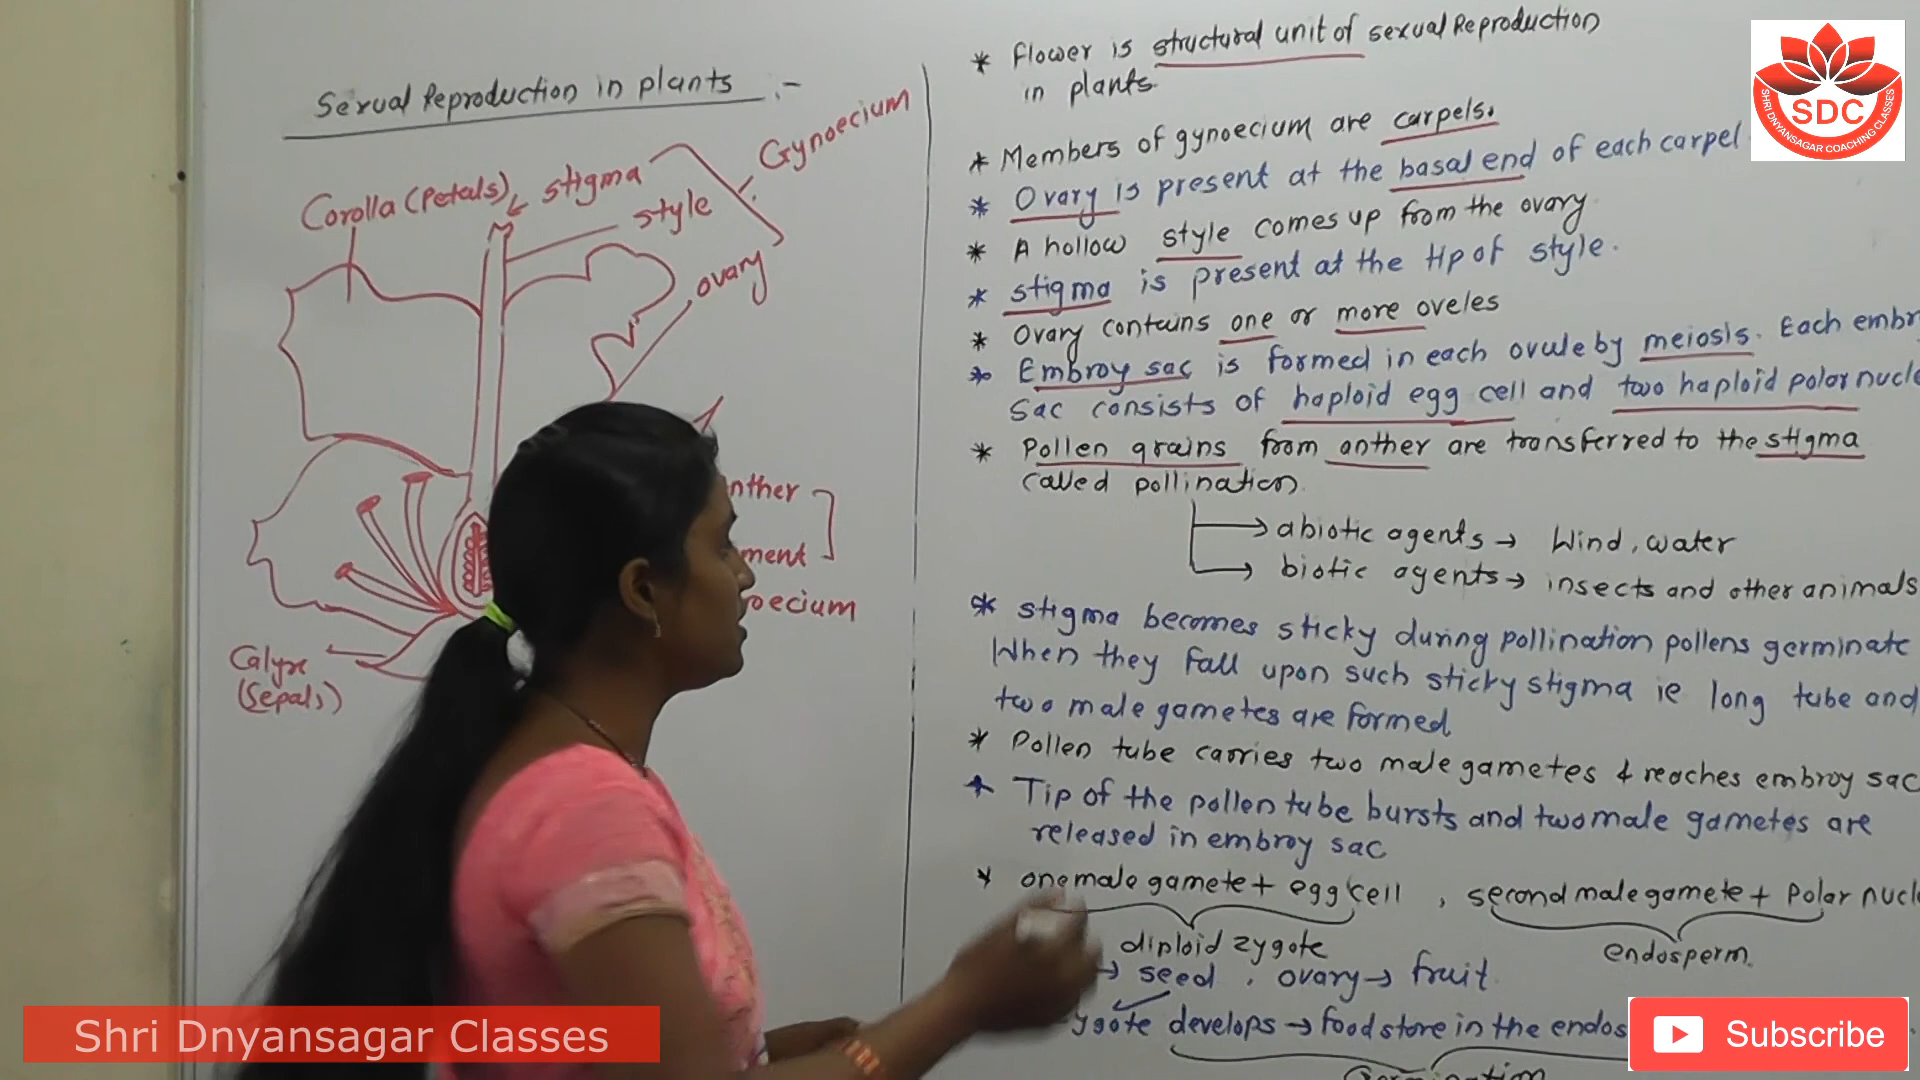 Sexual Reproduction in plants :-
Corolla (Petals)
stigma
style
Gynoecium
ovary
nther
ment
oecium
Calyx
(Sepals)
* Flower is structural unit of sexual Reproduction
in plants.
* Members of gynoecium are carpels.
* Ovary is present at the basal end of each carpel
* A hollow style comes up from the ovary
* stigma is present at the tip of style.
* Ovary contains one or more oveles
* Embroy sac is formed in each ovule by meiosis. Each embr
sac consists of haploid egg cell and two haploid polar nucle
* Pollen grains from anther are transferred to the stigma
called pollination.
→ abiotic agents → Wind, water
→ biotic agents → insects and other animals
* stigma becomes sticky during pollination pollens germinate
When they fall upon such sticky stigma ie long tube and
two male gametes are formed
* Pollen tube carries two male gametes & reaches embroy sac
* Tip of the pollen tube bursts and two male gametes are
released in embroy sac
* one male gamete + egg cell , second male gamete + polar nucle
diploid zygote
endosperm.
→ seed , ovary → fruit.
ygote develops → food store in the endos
SDC
SHRI DNYANSAGAR COACHING CLASSES
Shri Dnyansagar Classes
Subscribe